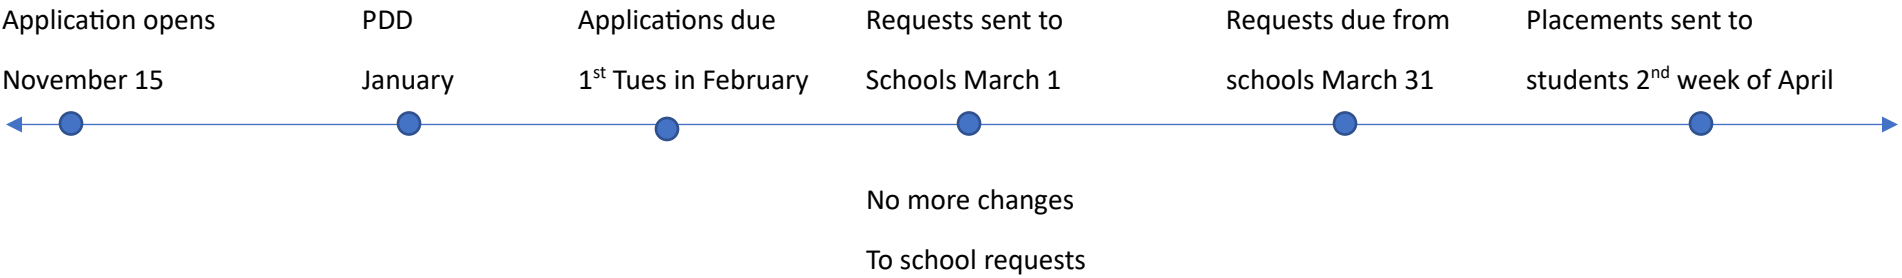 Application opens
November 15
PDD
January
Applications due
1st Tues in February
Requests sent to
Schools March 1
Requests due from
schools March 31
Placements sent to
students 2nd week of April
No more changes
To school requests